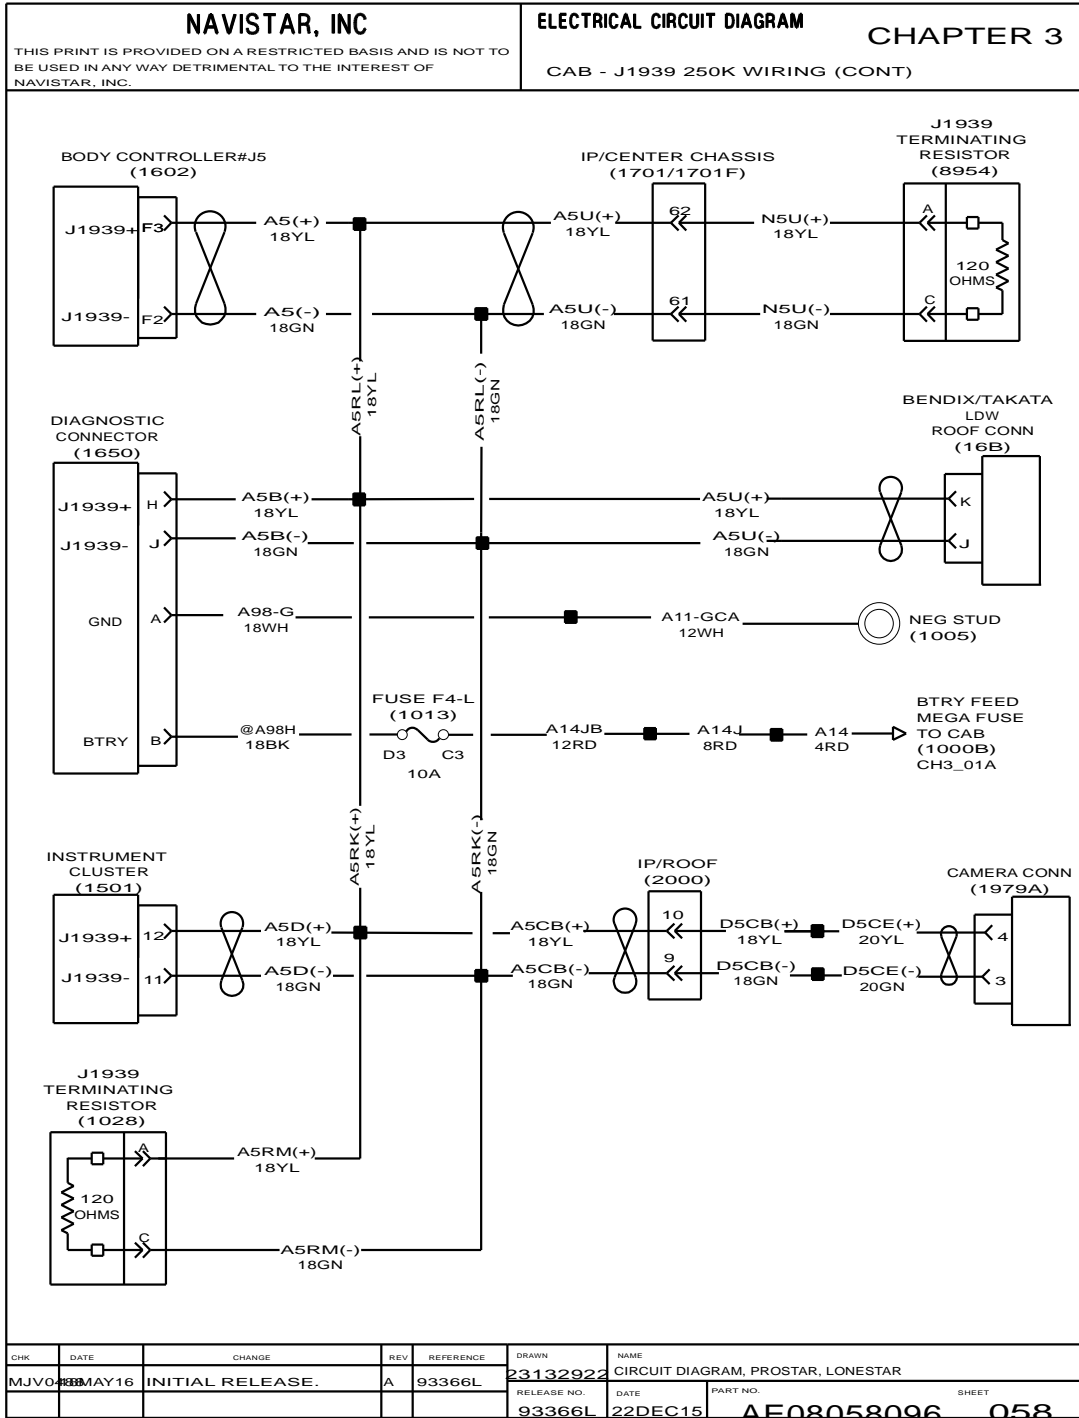 NAVISTAR, INC
THIS PRINT IS PROVIDED ON A RESTRICTED BASIS AND IS NOT TO
BE USED IN ANY WAY DETRIMENTAL TO THE INTEREST OF
NAVISTAR, INC.
ELECTRICAL CIRCUIT DIAGRAM
CHAPTER 3
CAB - J1939 250K WIRING (CONT)
BODY CONTROLLER#J5
(1602)
IP/CENTER CHASSIS
(1701/1701F)
J1939
TERMINATING
RESISTOR
(8954)
J1939+ F3
A5(+)
18YL
A5U(+)
18YL
62
N5U(+)
18YL
A
120
OHMS
J1939- F2
A5(-)
18GN
A5U(-)
18GN
61
N5U(-)
18GN
C
A5RL(+)
18YL
A5RL(-)
18GN
DIAGNOSTIC
CONNECTOR
(1650)
BENDIX/TAKATA
LDW
ROOF CONN
(16B)
J1939+ H
A5B(+)
18YL
A5U(+)
18YL
K
J1939- J
A5B(-)
18GN
A5U(-)
18GN
J
GND A
A98-G
18WH
A11-GCA
12WH
NEG STUD
(1005)
FUSE F4-L
(1013)
D3 C3
10A
BTRY B
@A98H
18BK
A14JB
12RD
A14J
8RD
A14
4RD
BTRY FEED
MEGA FUSE
TO CAB
(1000B)
CH3_01A
A5RK(+)
18YL
A5RK(-)
18GN
INSTRUMENT
CLUSTER
(1501)
IP/ROOF
(2000)
CAMERA CONN
(1979A)
J1939+ 12
A5D(+)
18YL
A5CB(+)
18YL
10
D5CB(+)
18YL
D5CE(+)
20YL
4
J1939- 11
A5D(-)
18GN
A5CB(-)
18GN
9
D5CB(-)
18GN
D5CE(-)
20GN
3
J1939
TERMINATING
RESISTOR
(1028)
A
A5RM(+)
18YL
120
OHMS
C
A5RM(-)
18GN
CHK DATE CHANGE REV REFERENCE
INITIAL RELEASE. A 93366L
DRAWN
23132922
NAME
CIRCUIT DIAGRAM, PROSTAR, LONESTAR
RELEASE NO.
93366L
DATE
22DEC15
PART NO.
AE08058096
SHEET
058